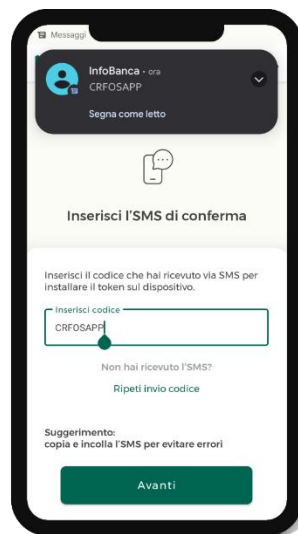 Messaggi
InfoBanca • ora
CRFOSAPP
Segna come letto
Inserisci l'SMS di conferma
Inserisci il codice che hai ricevuto via SMS per
installare il token sul dispositivo.
Inserisci codice
CRFOSAPP
Non hai ricevuto l'SMS?
Ripeti invio codice
Suggerimento:
copia e incolla l'SMS per evitare errori
Avanti